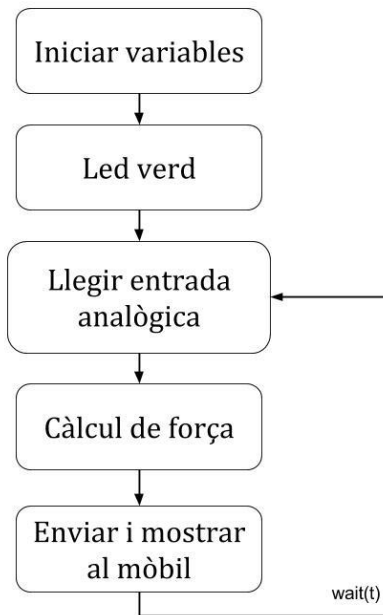 Iniciar variables
Led verd
Llegir entrada
analògica
Càlcul de força
Enviar i mostrar
al mòbil
wait(t)